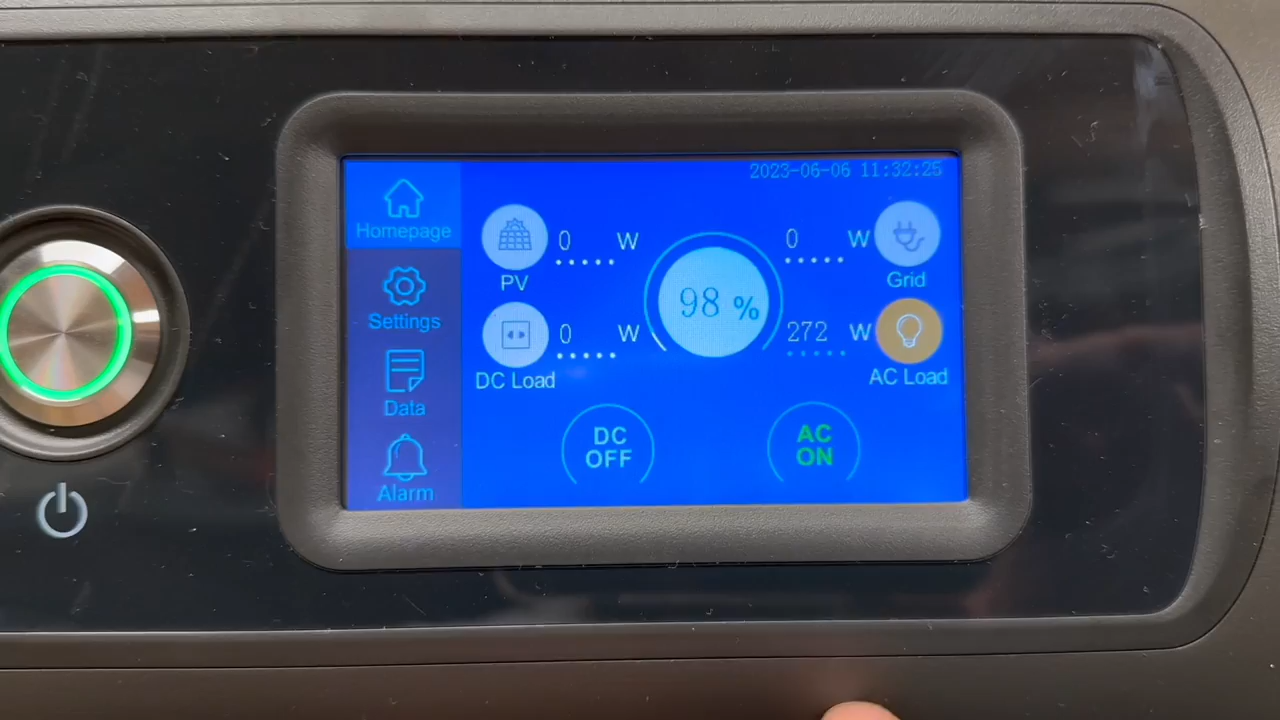 2023-06-06 11:32:25
Homepage
Settings
Data
Alarm
0 W
PV
0 W
DC Load
98 %
0 W
Grid
272 W
AC Load
DC
OFF
AC
ON